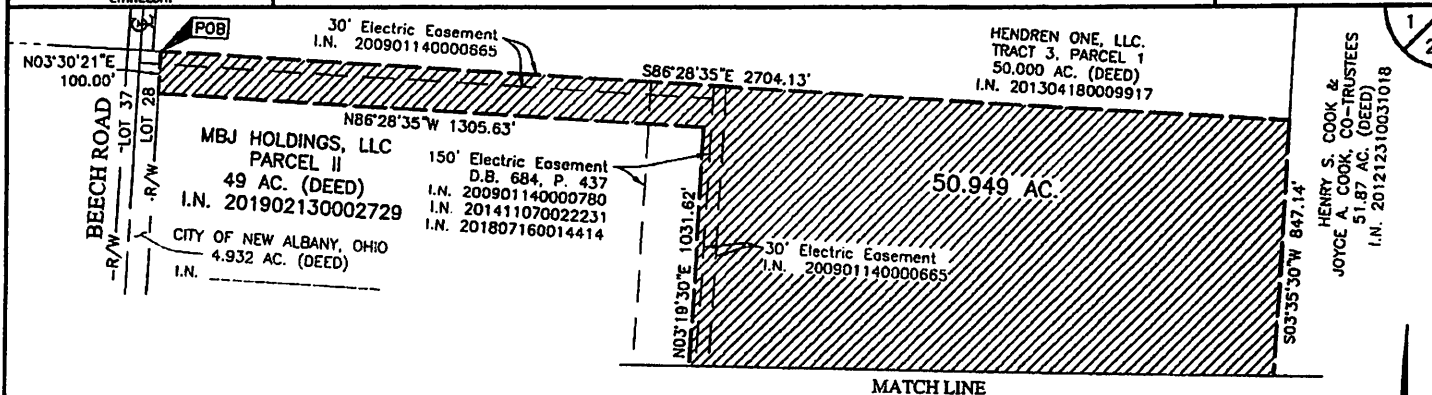 POB
30' Electric Easement
I.N. 200901140000665
HENDREN ONE, LLC.
TRACT 3, PARCEL 1
50.000 AC. (DEED)
I.N. 201304180009917
1
2
N03°30'21"E
100.00'
S86°28'35"E 2704.13'
N86°28'35"W 1305.63'
BEECH ROAD
-R/W-
-LOT 37
LOT 28
-R/W-
MBJ HOLDINGS, LLC
PARCEL II
49 AC. (DEED)
I.N. 201902130002729
150' Electric Easement
D.B. 684, P. 437
I.N. 200901140000780
I.N. 201411070022231
I.N. 201807160014414
CITY OF NEW ALBANY, OHIO
4.932 AC. (DEED)
I.N.
N03°19'30"E 1031.62'
30' Electric Easement
I.N. 200901140000665
50.949 AC.
S03°35'30"W 847.14'
HENRY S. COOK &
JOYCE A. COOK, CO-TRUSTEES
51.87 AC. (DEED)
I.N. 201212310031018
MATCH LINE